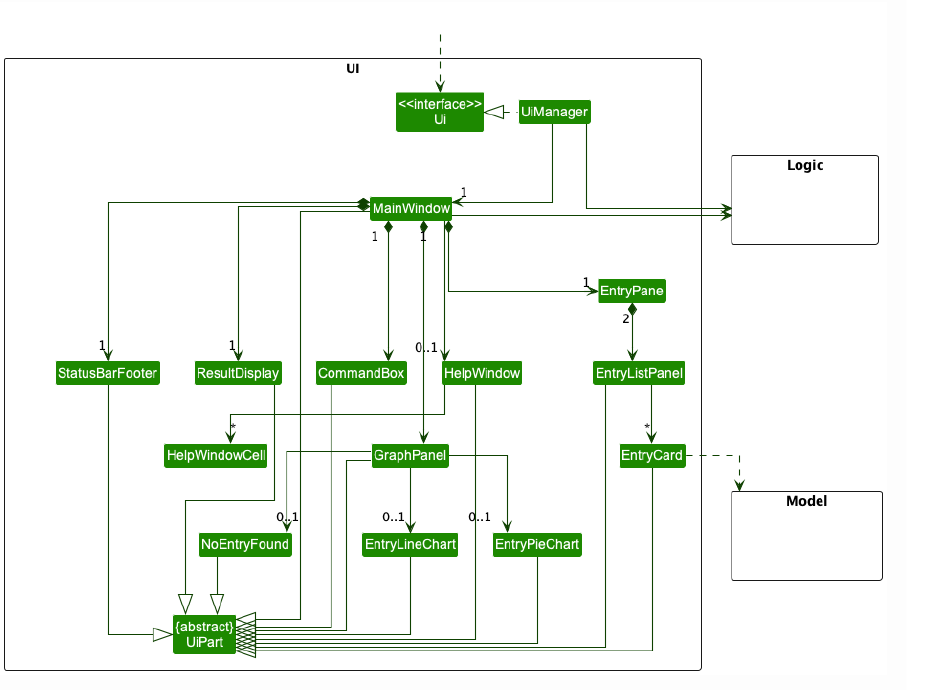 UI
<<interface>>
Ui
UiManager
Logic
1
MainWindow
1
1
1
EntryPane
2
1
1
0..1
StatusBarFooter
ResultDisplay
CommandBox
HelpWindow
EntryListPanel
*
*
HelpWindowCell
GraphPanel
EntryCard
Model
0..1
0..1
0..1
NoEntryFound
EntryLineChart
EntryPieChart
{abstract}
UiPart